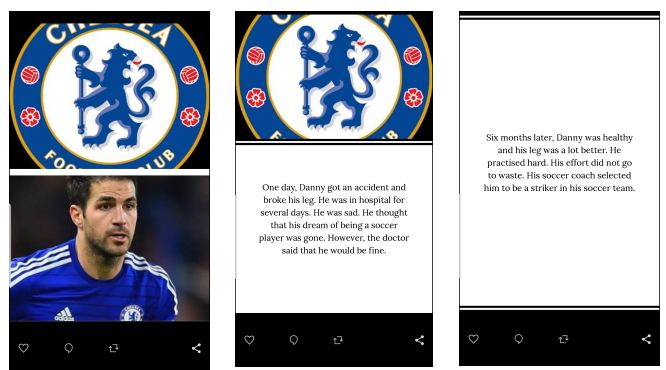 CHELSEA
FOOTBALL CLUB
One day, Danny got an accident and
broke his leg. He was in hospital for
several days. He was sad. He thought
that his dream of being a soccer
player was gone. However, the doctor
said that he would be fine.
Six months later, Danny was healthy
and his leg was a lot better. He
practised hard. His effort did not go
to waste. His soccer coach selected
him to be a striker in his soccer team.